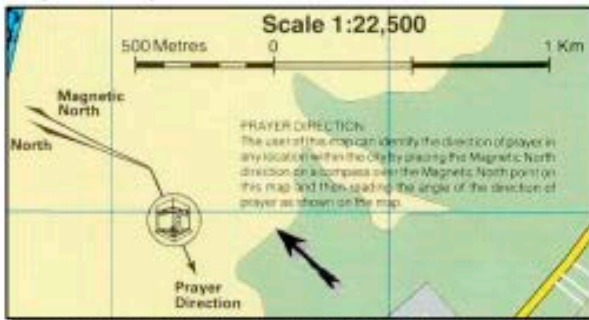 Scale 1:22,500
500 Metres 0 1 Km
Magnetic
North
North
PRAYER DIRECTION
The user of this map can identify the direction of prayer in
any location within the city by placing the Magnetic North
direction on a compass over the Magnetic North point on
this map and then reading the angle of the direction of
prayer as shown on the map.
Prayer
Direction